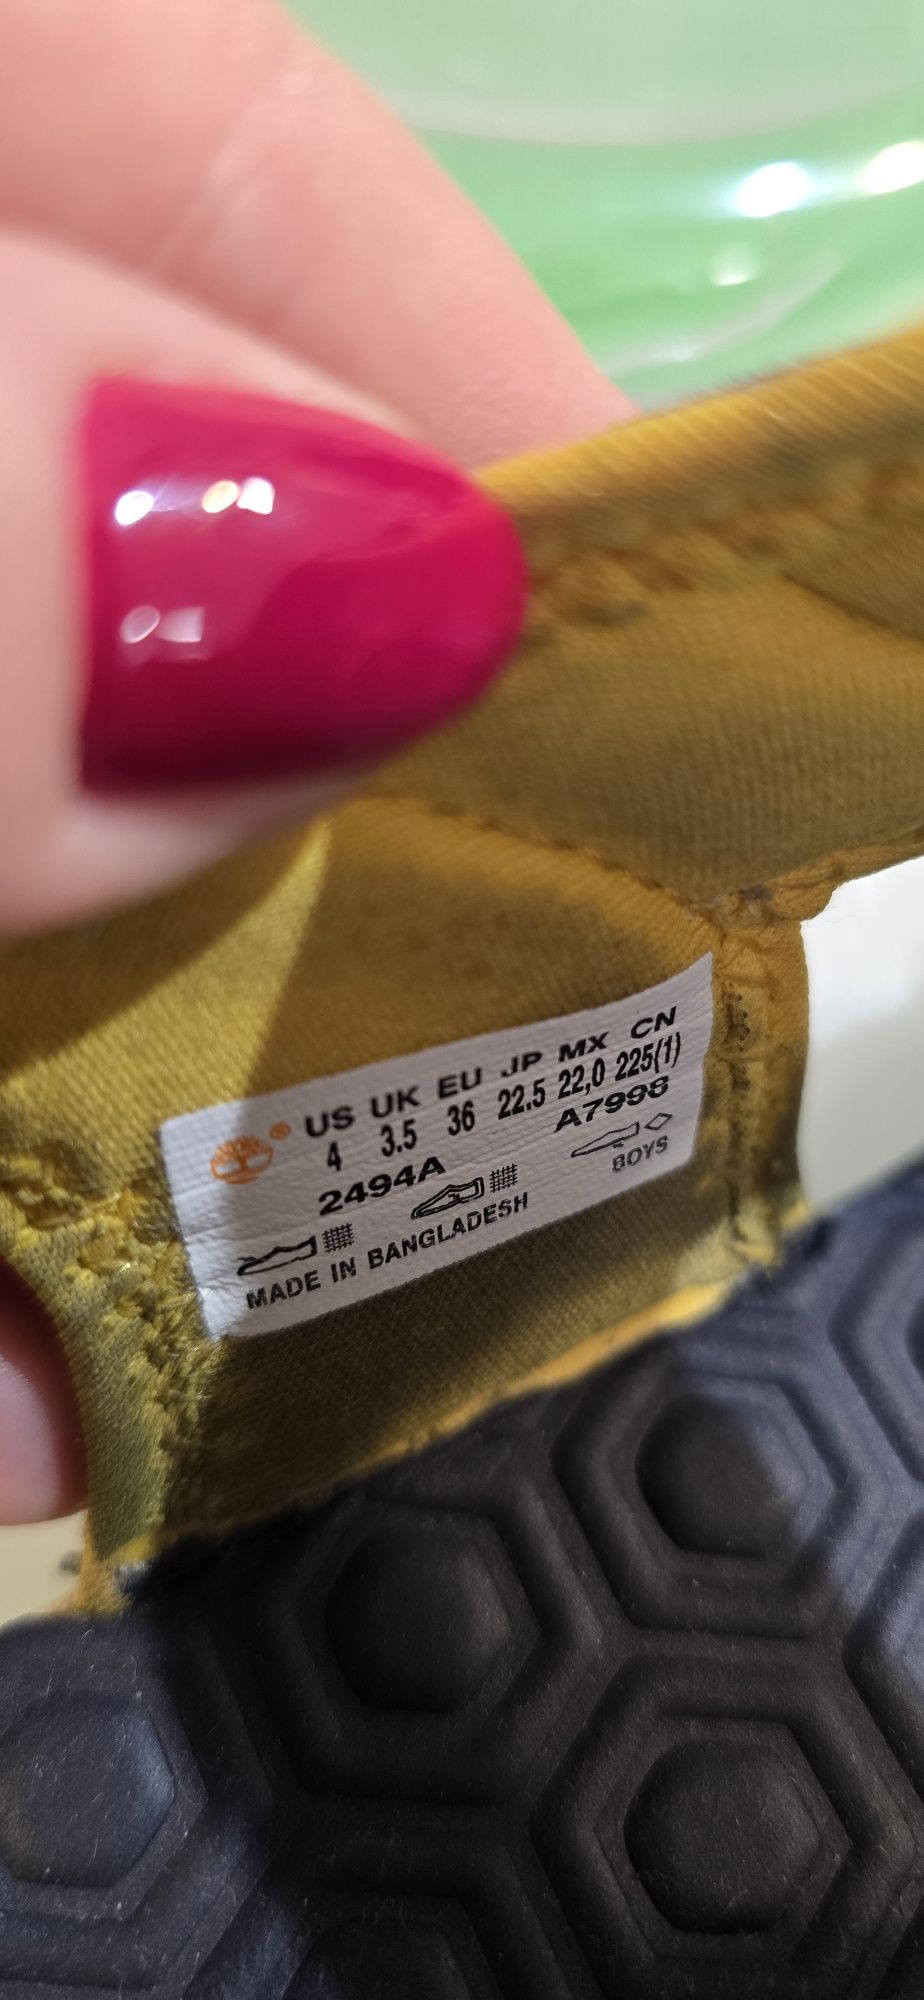 US UK EU JP MX CN
4 3.5 36 22.5 22,0 225(1)
2494A A7998
BOYS
MADE IN BANGLADESH